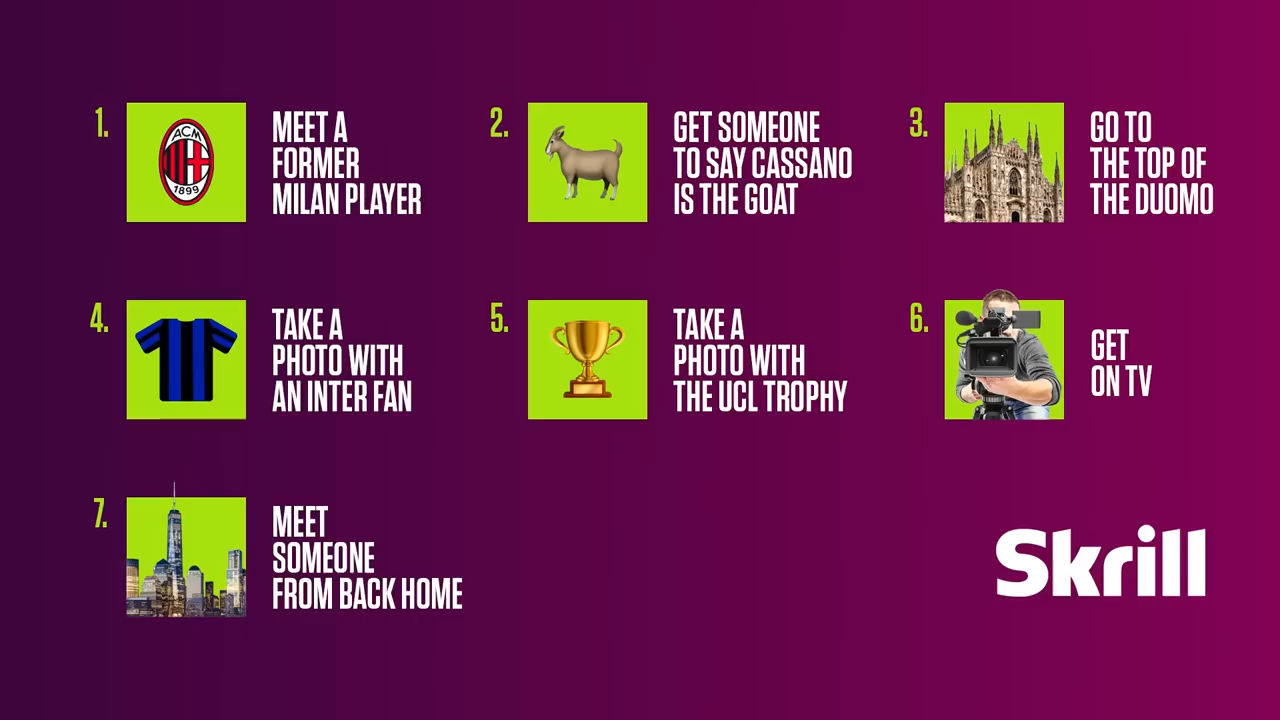 1.
ACM
1899
MEET A
FORMER
MILAN PLAYER
2.
GET SOMEONE
TO SAY CASSANO
IS THE GOAT
3.
GO TO
THE TOP OF
THE DUOMO
4.
TAKE A
PHOTO WITH
AN INTER FAN
5.
TAKE A
PHOTO WITH
THE UCL TROPHY
6.
GET
ON TV
7.
MEET
SOMEONE
FROM BACK HOME
Skrill